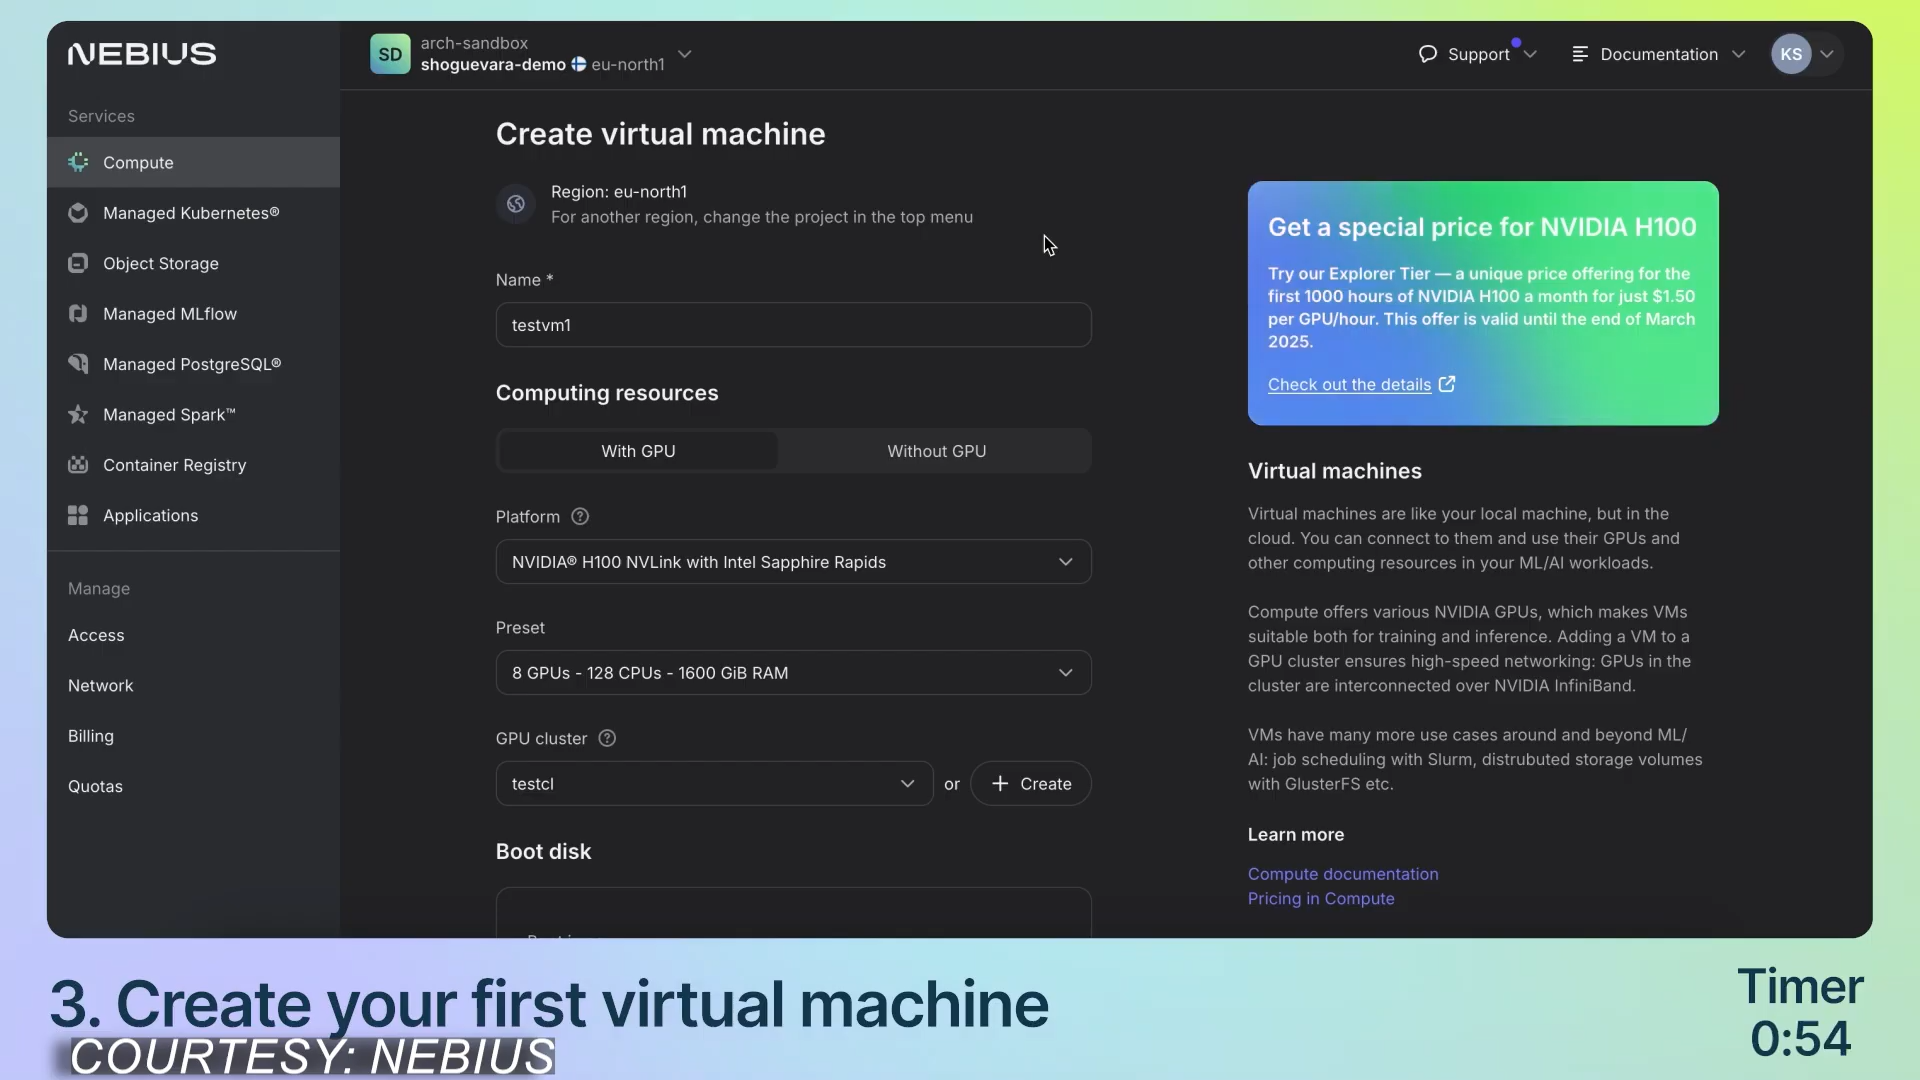 NEBIUS
SD
arch-sandbox
shoguevara-demo eu-north1
Support
Documentation
KS
Services
Compute
Managed Kubernetes®
Object Storage
Managed MLflow
Managed PostgreSQL®
Managed Spark™
Container Registry
Applications
Manage
Access
Network
Billing
Quotas
Create virtual machine
Region: eu-north1
For another region, change the project in the top menu
Name *
testvm1
Computing resources
With GPU
Without GPU
Platform
NVIDIA® H100 NVLink with Intel Sapphire Rapids
Preset
8 GPUs - 128 CPUs - 1600 GiB RAM
GPU cluster
testcl
or
+ Create
Boot disk
Get a special price for NVIDIA H100
Try our Explorer Tier — a unique price offering for the
first 1000 hours of NVIDIA H100 a month for just $1.50
per GPU/hour. This offer is valid until the end of March
2025.
Check out the details
Virtual machines
Virtual machines are like your local machine, but in the
cloud. You can connect to them and use their GPUs and
other computing resources in your ML/AI workloads.
Compute offers various NVIDIA GPUs, which makes VMs
suitable both for training and inference. Adding a VM to a
GPU cluster ensures high-speed networking: GPUs in the
cluster are interconnected over NVIDIA InfiniBand.
VMs have many more use cases around and beyond ML/
AI: job scheduling with Slurm, distrubuted storage volumes
with GlusterFS etc.
Learn more
Compute documentation
Pricing in Compute
3. Create your first virtual machine
COURTESY: NEBIUS
Timer
0:54